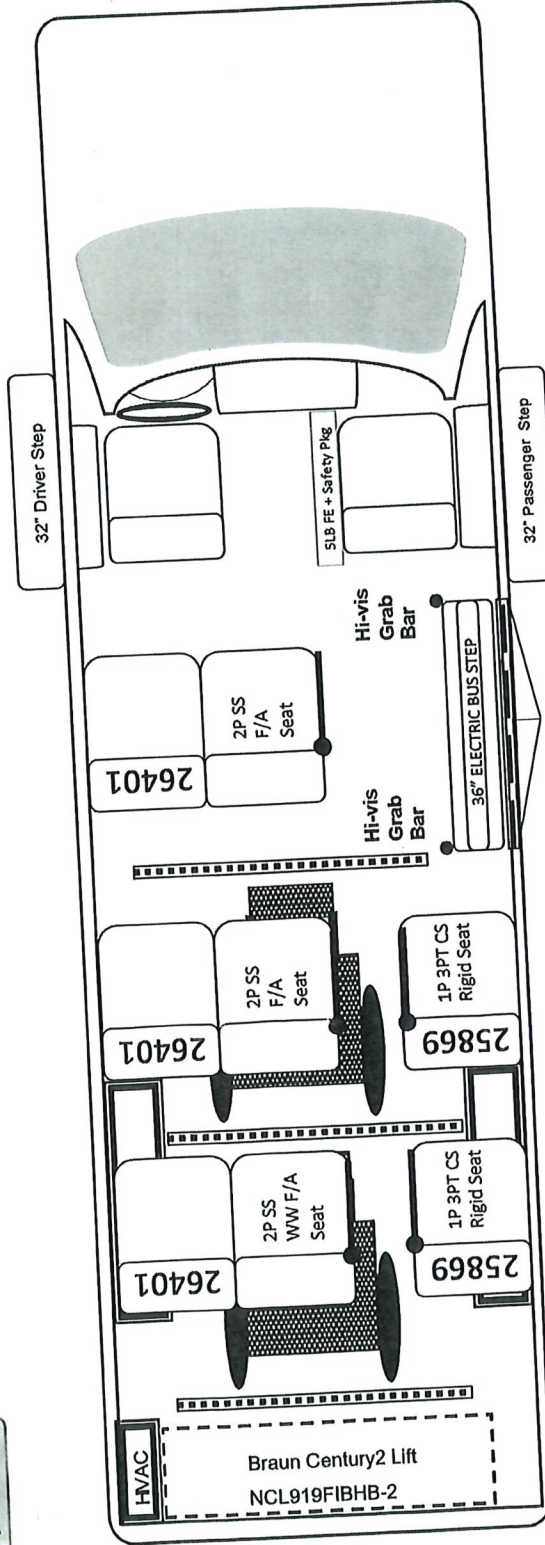 32" Driver Step
5LB FE + Safety Pkg
32" Passenger Step
26401
2P SS
F/A
Seat
Hi-vis
Grab
Bar
Hi-vis
Grab
Bar
36" ELECTRIC BUS STEP
26401
2P SS
F/A
Seat
1P 3PT CS
Rigid Seat
25869
26401
2P SS
WW F/A
Seat
1P 3PT CS
Rigid Seat
25869
HVAC
Braun Century2 Lift
NCL919FIBHB-2